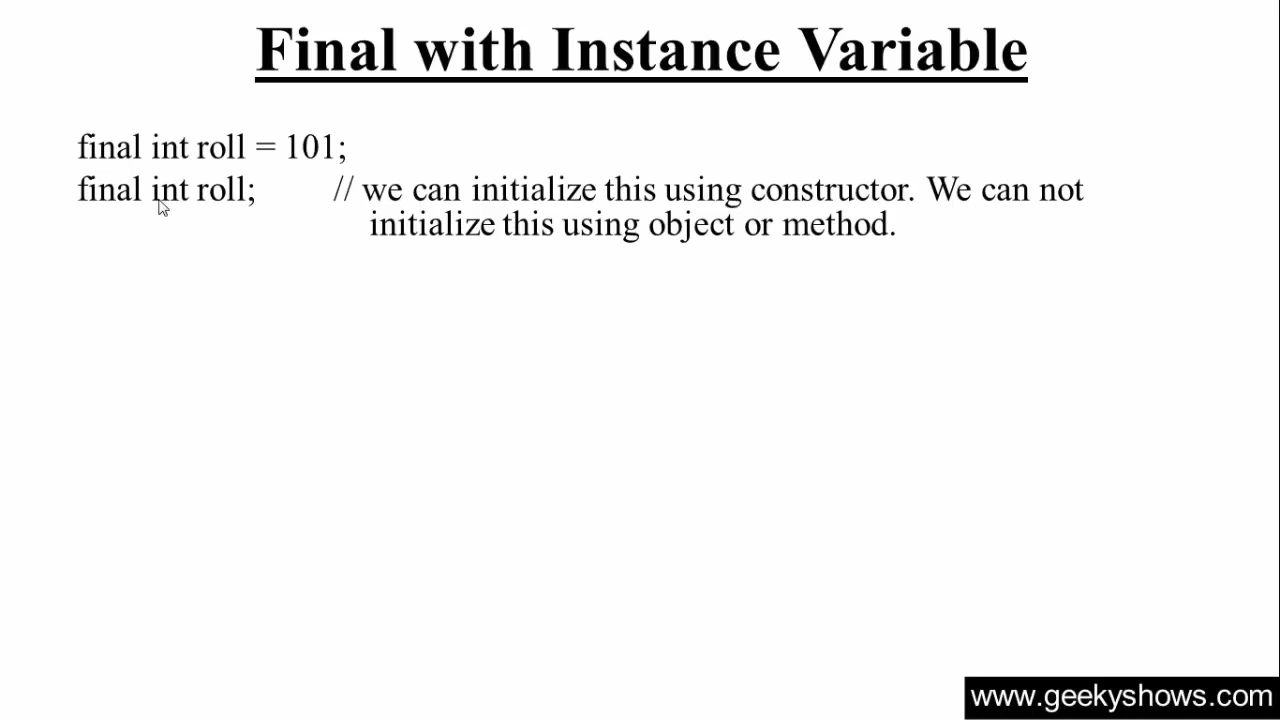 Final with Instance Variable
final int roll = 101;
final int roll; // we can initialize this using constructor. We can not
initialize this using object or method.
www.geekyshows.com